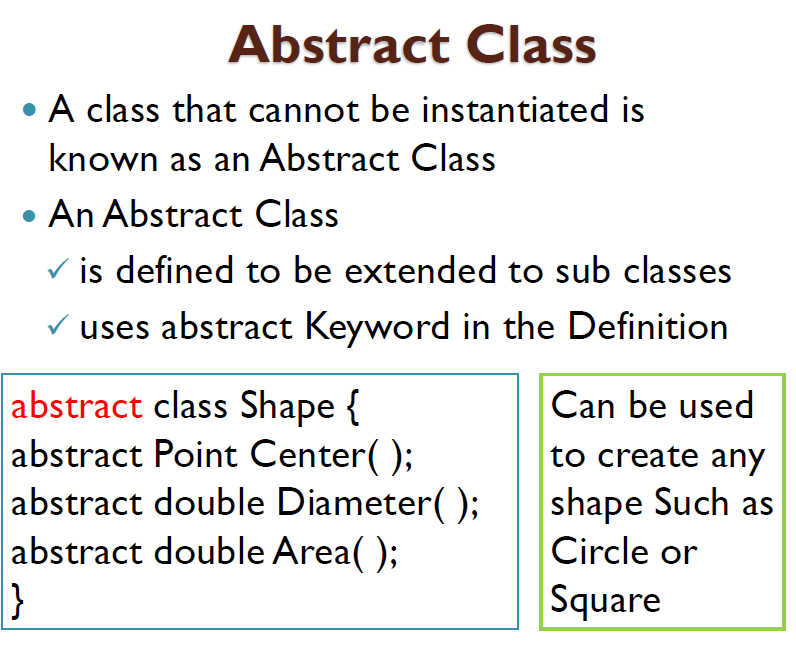 Abstract Class
• A class that cannot be instantiated is
known as an Abstract Class
• An Abstract Class
✓ is defined to be extended to sub classes
✓ uses abstract Keyword in the Definition
abstract class Shape {
abstract Point Center( );
abstract double Diameter( );
abstract double Area( );
}
Can be used
to create any
shape Such as
Circle or
Square